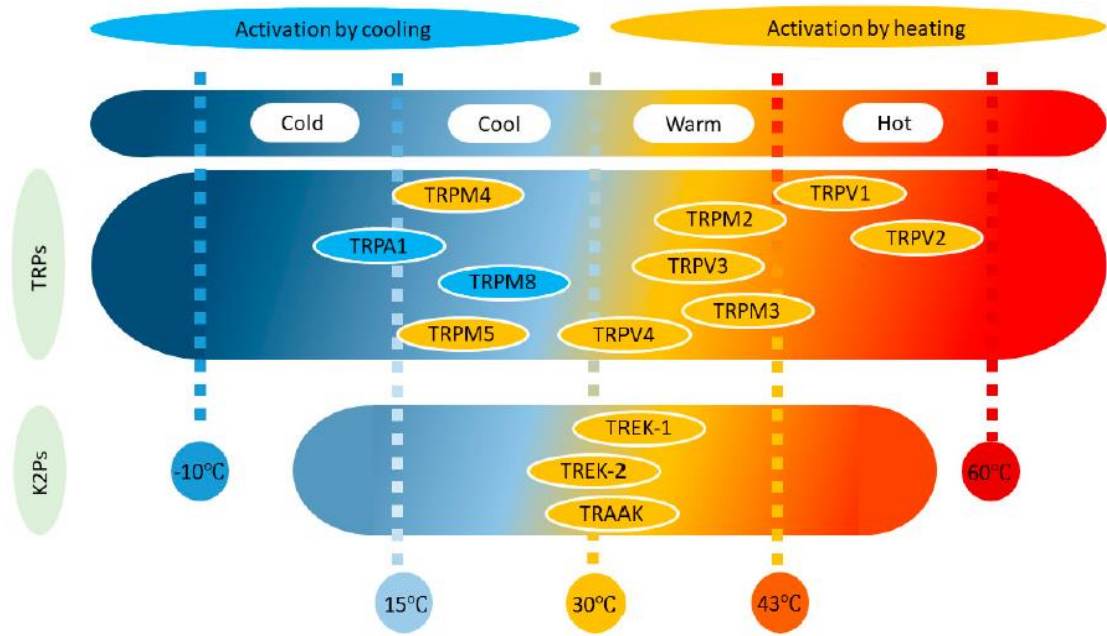 Activation by cooling
Activation by heating
Cold
Cool
Warm
Hot
TRPs
TRPM4
TRPV1
TRPM2
TRPA1
TRPV2
TRPV3
TRPM8
TRPM3
TRPM5
TRPV4
K2Ps
TREK-1
TREK-2
TRAAK
-10℃
60℃
15℃
30℃
43℃